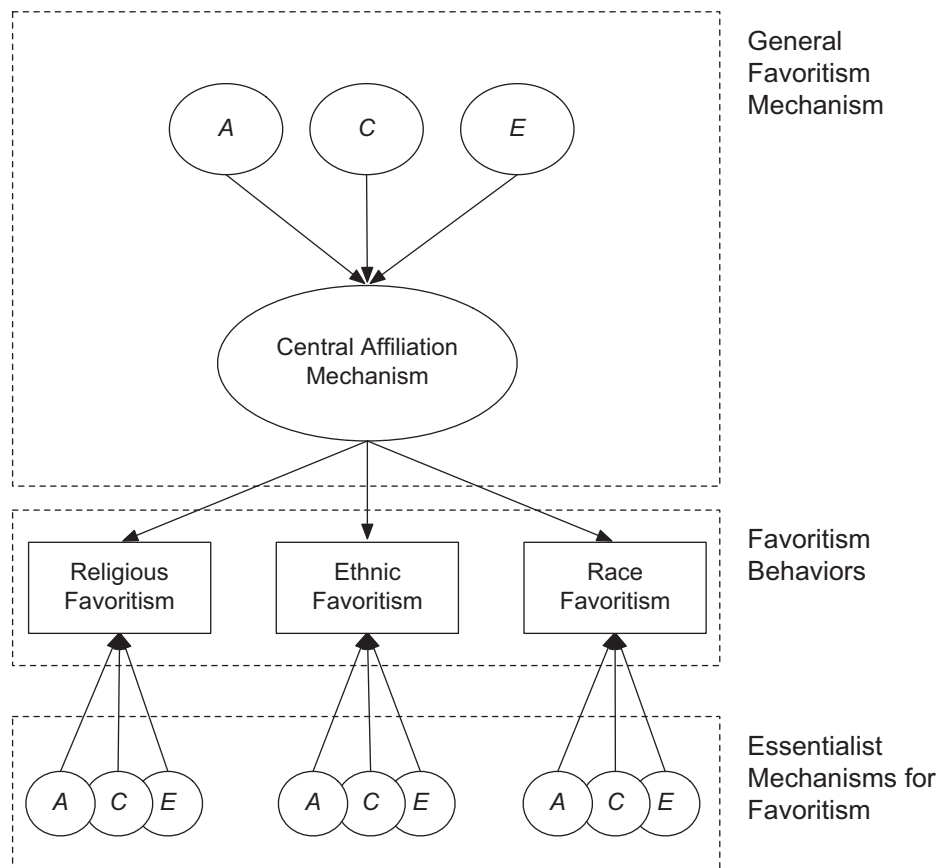 General
Favoritism
Mechanism
A C E
Central Affiliation
Mechanism
Religious
Favoritism
Ethnic
Favoritism
Race
Favoritism
Favoritism
Behaviors
A C E
A C E
A C E
Essentialist
Mechanisms for
Favoritism